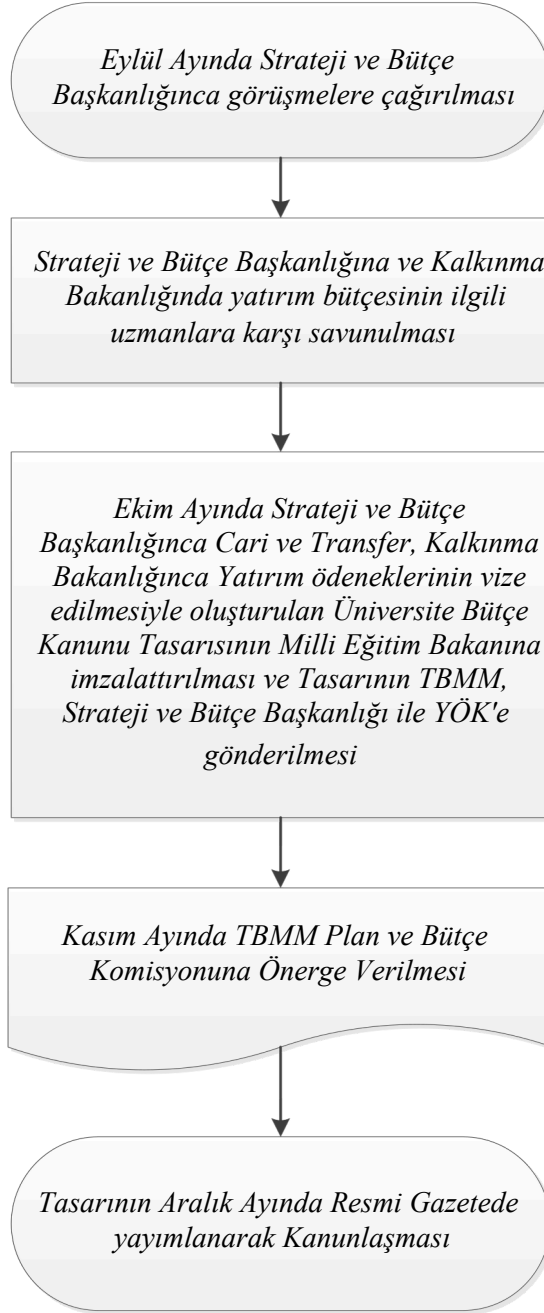 Eylül Ayında Strateji ve Bütçe
Başkanlığınca görüşmelere çağırılması
Strateji ve Bütçe Başkanlığına ve Kalkınma
Bakanlığında yatırım bütçesinin ilgili
uzmanlara karşı savunulması
Ekim Ayında Strateji ve Bütçe
Başkanlığınca Cari ve Transfer, Kalkınma
Bakanlığınca Yatırım ödeneklerinin vize
edilmesiyle oluşturulan Üniversite Bütçe
Kanunu Tasarısının Milli Eğitim Bakanına
imzalattırılması ve Tasarının TBMM,
Strateji ve Bütçe Başkanlığı ile YÖK'e
gönderilmesi
Kasım Ayında TBMM Plan ve Bütçe
Komisyonuna Önerge Verilmesi
Tasarının Aralık Ayında Resmi Gazetede
yayımlanarak Kanunlaşması